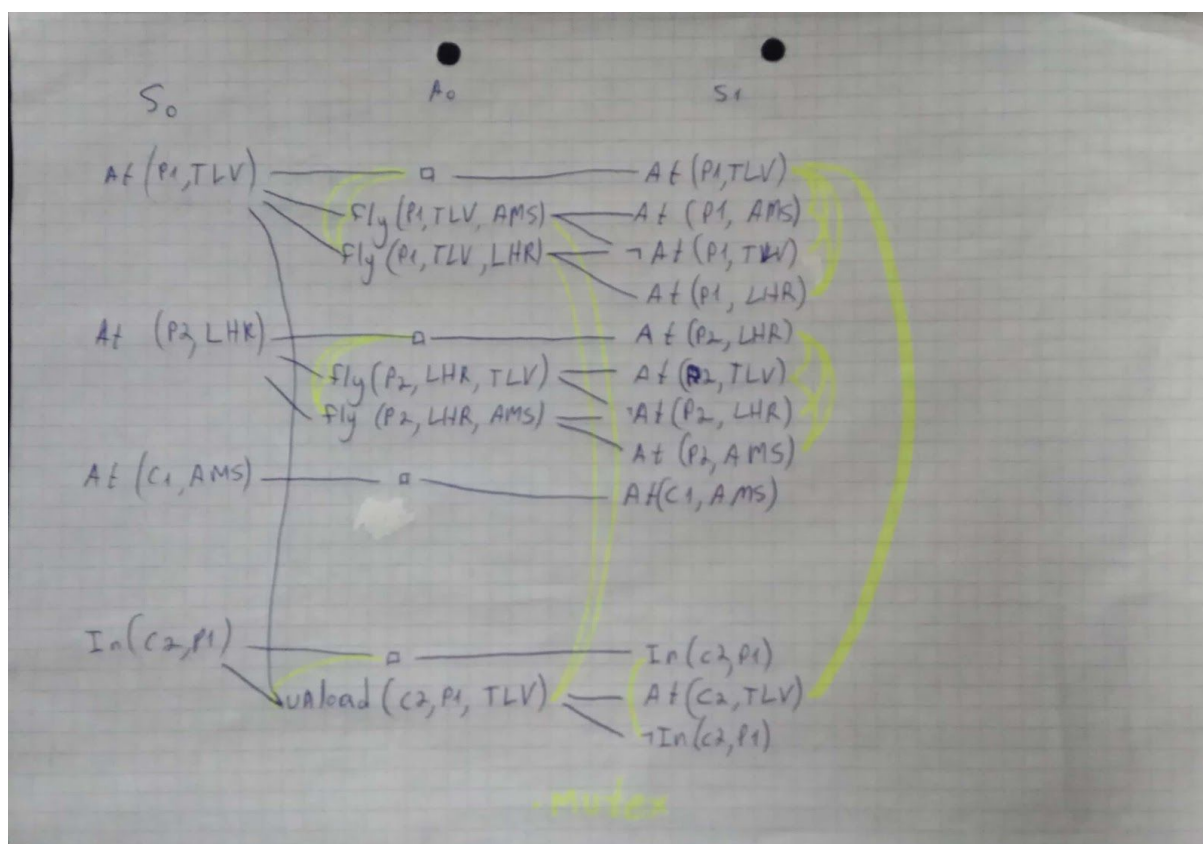 S₀ A₀ S₁
At (P1,TLV) □ At (P1,TLV)
fly (P1,TLV, AMS) At (P1, AMS)
fly (P1,TLV,LHR) ¬At (P1, TLV)
At (P1, LHR)
At (P2, LHR) □ At (P2, LHR)
fly (P2, LHR, TLV) At (P2, TLV)
fly (P2, LHR, AMS) ¬At (P2, LHR)
At (P2, AMS)
At (C1, AMS) □ At(C1, AMS)
In(C2,P1) □ In(C2,P1)
unload (C2, P1, TLV) At (C2, TLV)
¬In(C2,P1)
-mutex